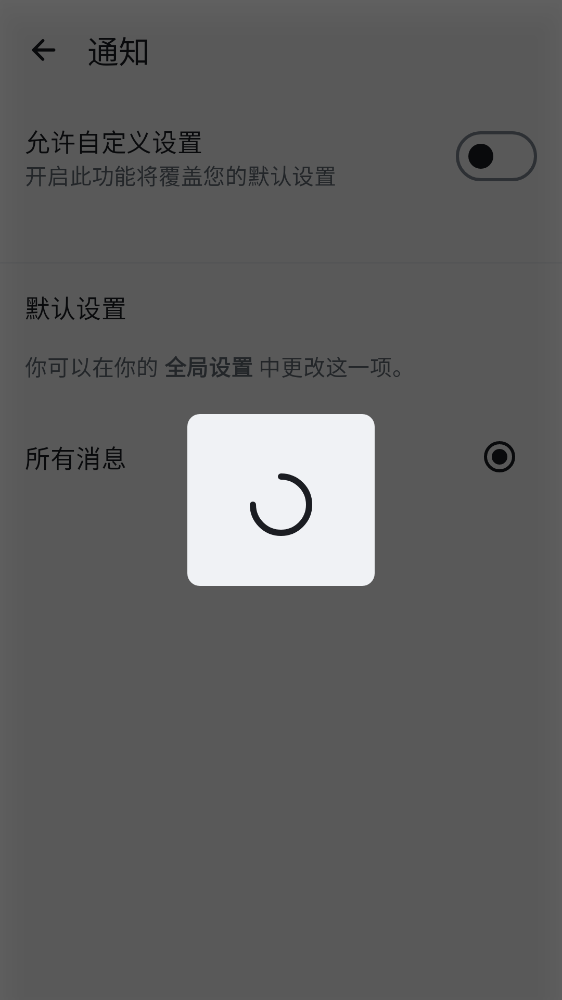 通知
允许自定义设置
开启此功能将覆盖您的默认设置
默认设置
你可以在你的 全局设置 中更改这一项。
所有消息